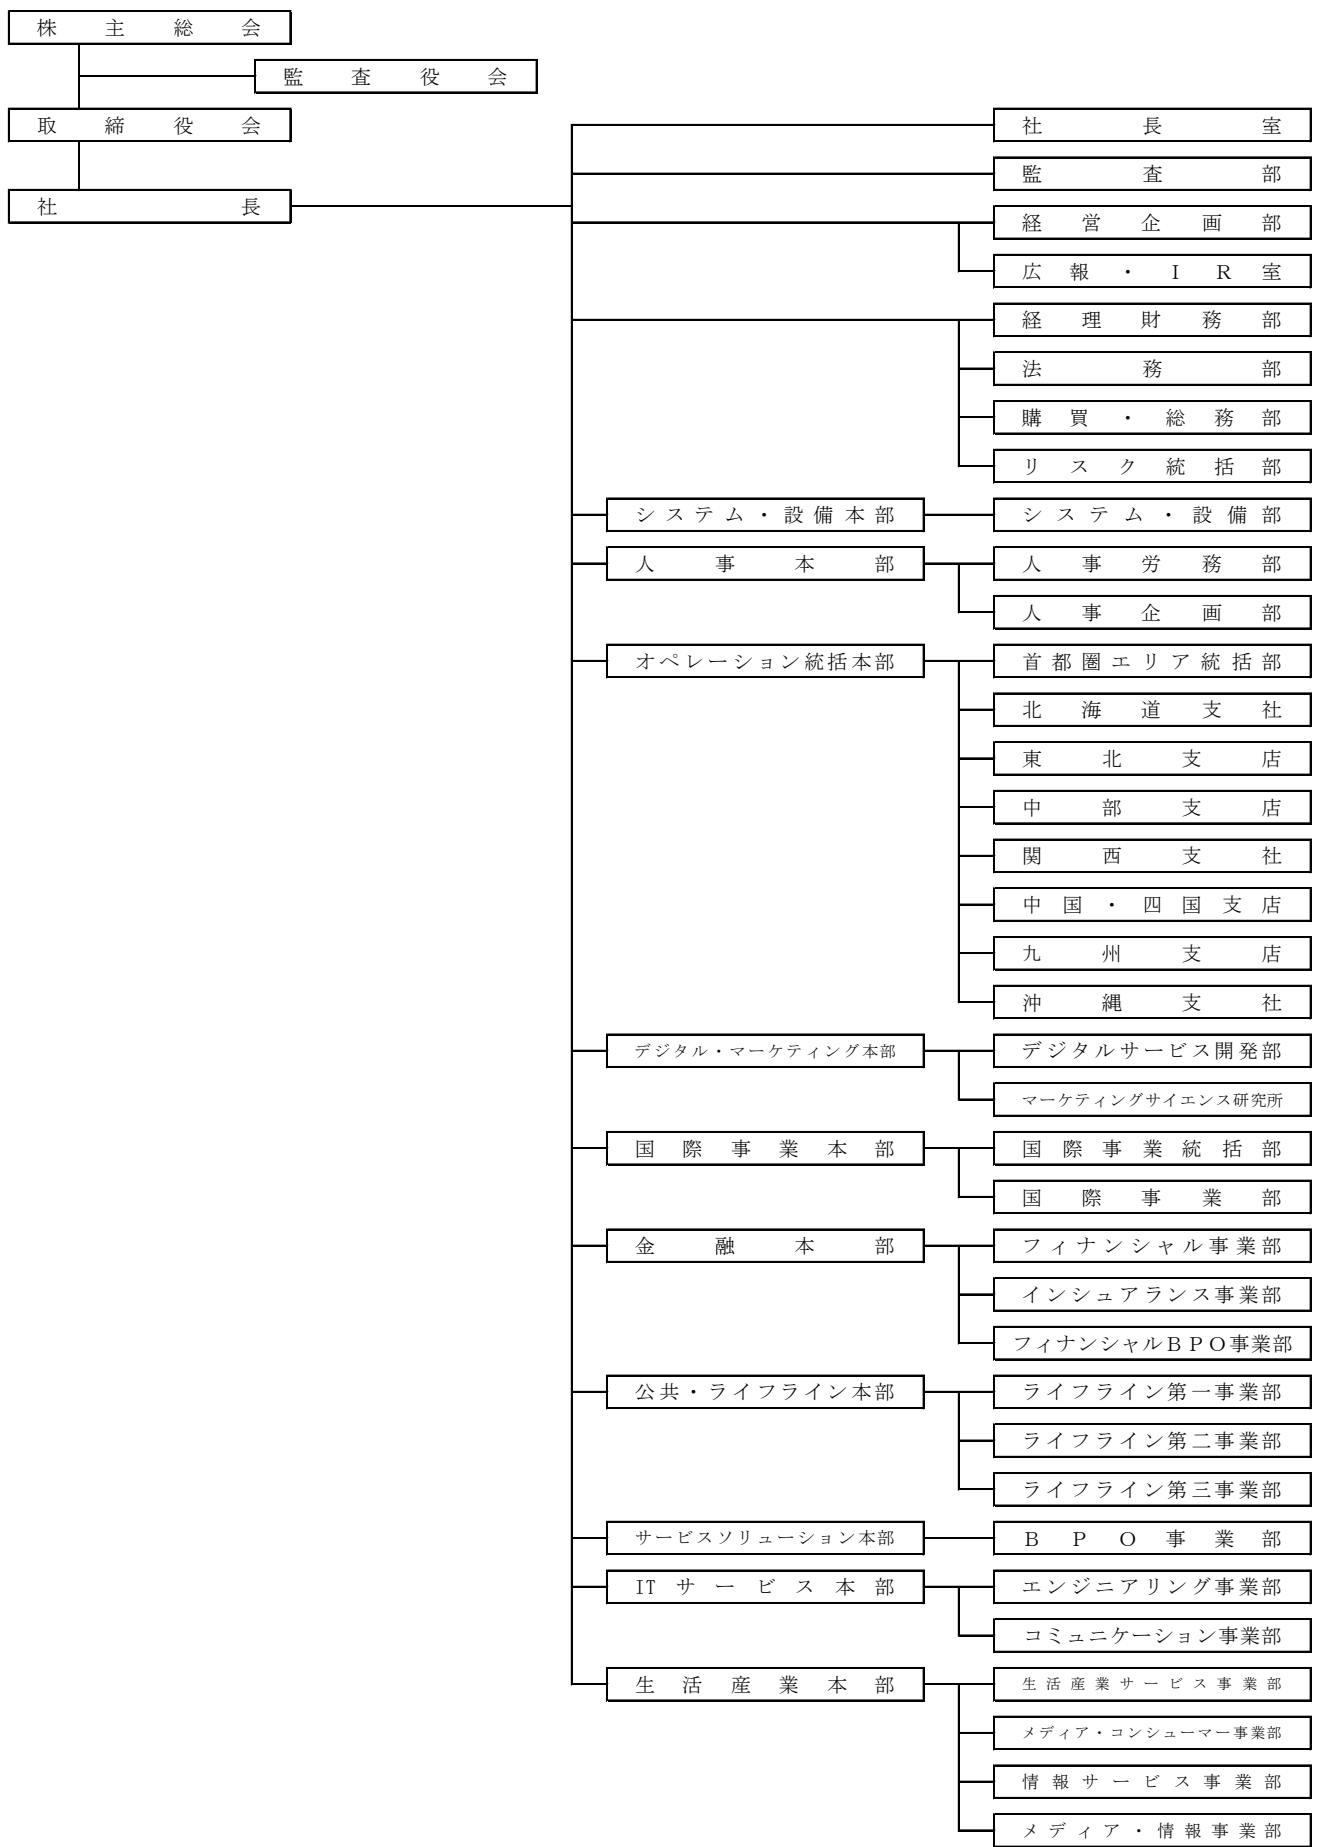 株主総会
監査役会
取締役会
社長室
監査部
社長
経営企画部
広報・IR室
経理財務部
法務部
購買・総務部
リスク統括部
システム・設備本部
システム・設備部
人事本部
人事労務部
人事企画部
オペレーション統括本部
首都圏エリア統括部
北海道支社
東北支店
中部支店
関西支社
中国・四国支店
九州支店
沖縄支社
デジタル・マーケティング本部
デジタルサービス開発部
マーケティングサイエンス研究所
国際事業本部
国際事業統括部
国際事業部
金融本部
フィナンシャル事業部
インシュアランス事業部
フィナンシャルBPO事業部
公共・ライフライン本部
ライフライン第一事業部
ライフライン第二事業部
ライフライン第三事業部
サービスソリューション本部
BPO事業部
ITサービス本部
エンジニアリング事業部
コミュニケーション事業部
生活産業本部
生活産業サービス事業部
メディア・コンシューマー事業部
情報サービス事業部
メディア・情報事業部